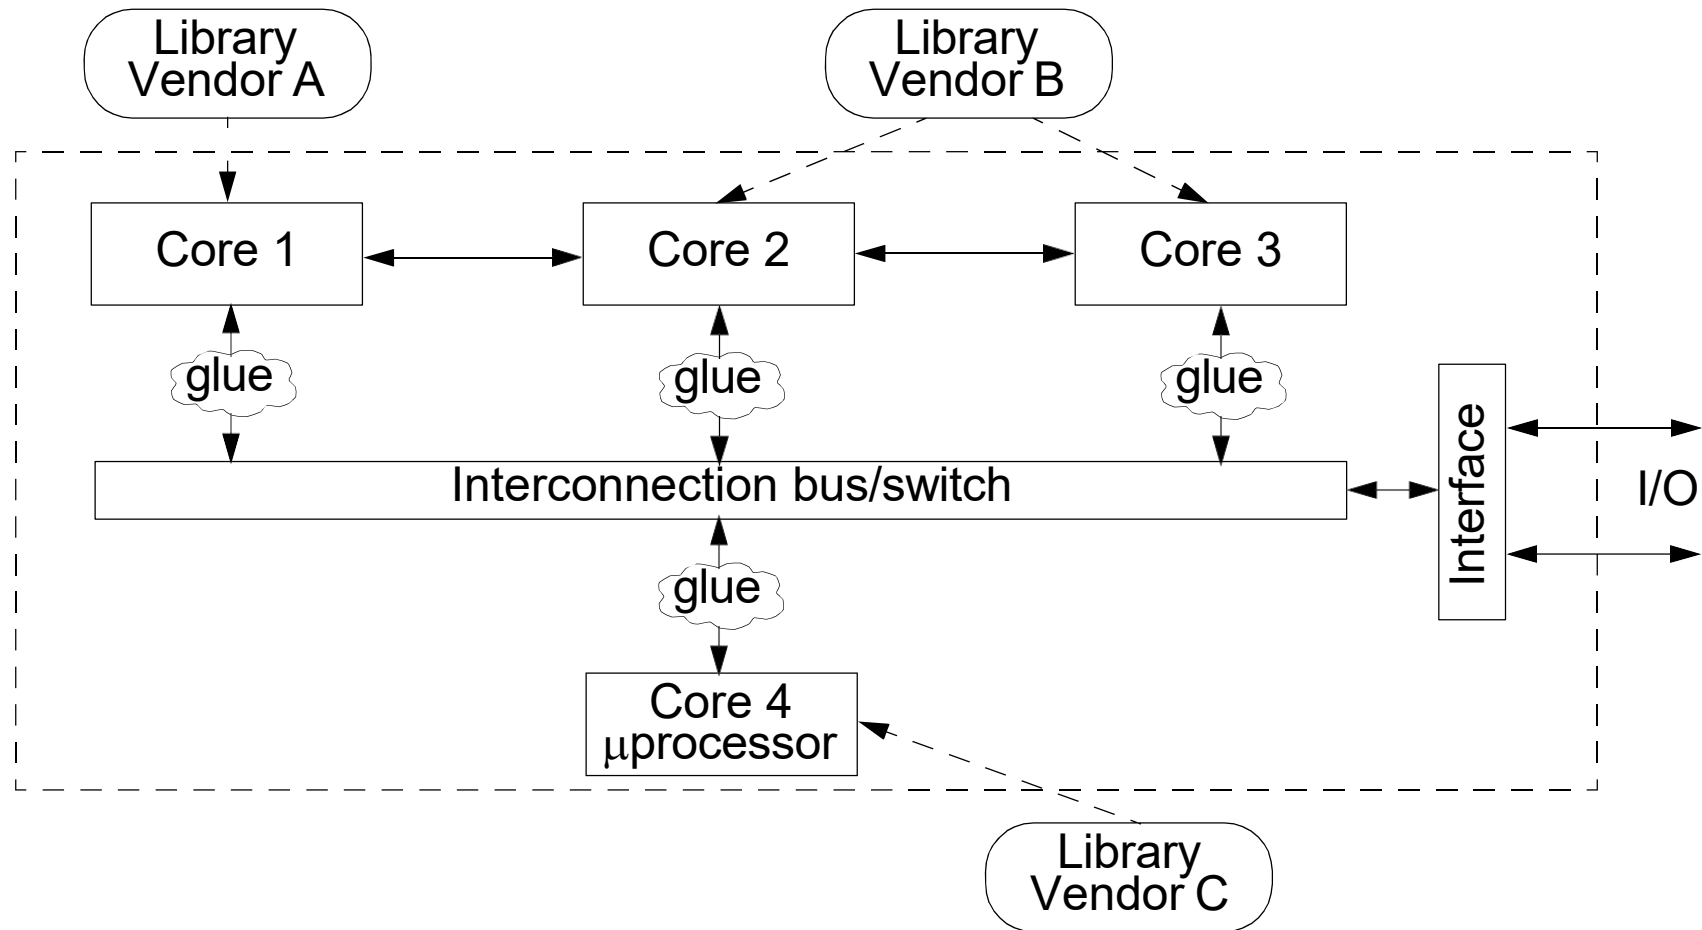 Library
Vendor A
Library
Vendor B
Core 1
Core 2
Core 3
glue
glue
glue
Interconnection bus/switch
Interface
I/O
glue
Core 4
μprocessor
Library
Vendor C